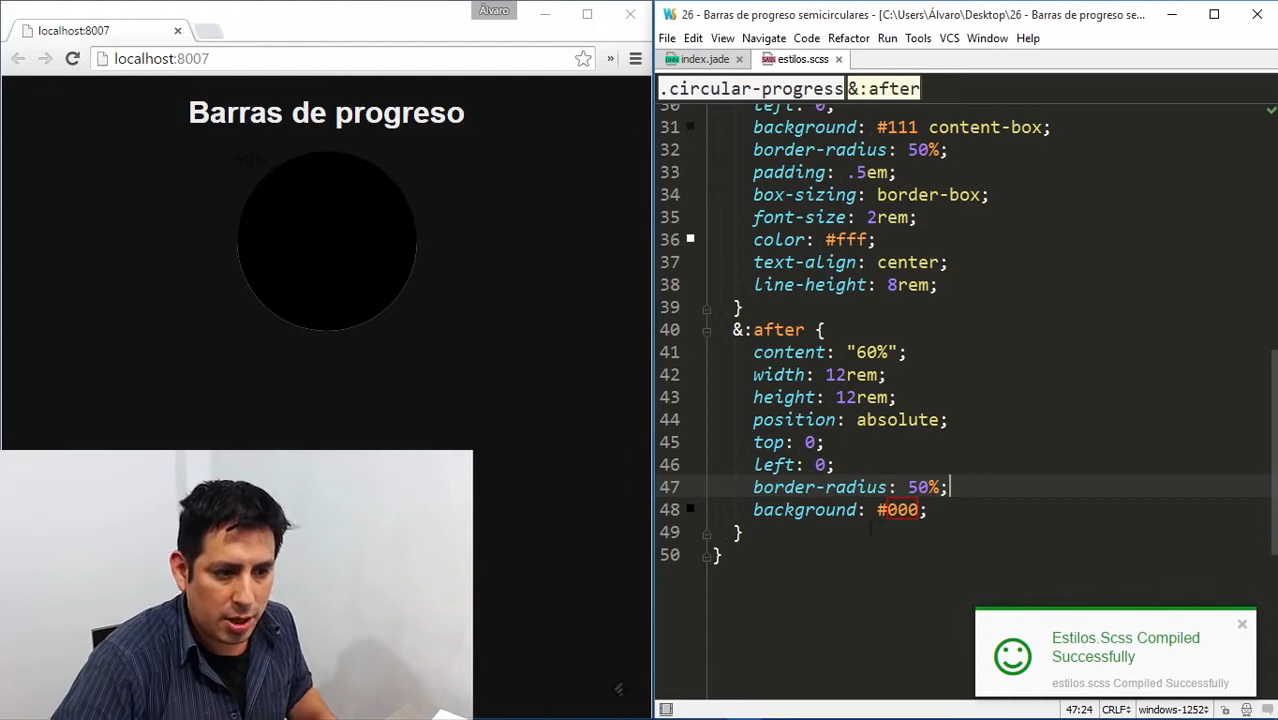 Álvaro
localhost:8007
localhost:8007
»
Barras de progreso
60%
26 - Barras de progreso semicirculares - [C:\Users\Álvaro\Desktop\26 - Barras de progreso se...
File Edit View Navigate Code Refactor Run Tools VCS Window Help
index.jade estilos.scss
.circular-progress &:after
30 left: 0;
31 background: #111 content-box;
32 border-radius: 50%;
33 padding: .5em;
34 box-sizing: border-box;
35 font-size: 2rem;
36 color: #fff;
37 text-align: center;
38 line-height: 8rem;
39 }
40 &:after {
41 content: "60%";
42 width: 12rem;
43 height: 12rem;
44 position: absolute;
45 top: 0;
46 left: 0;
47 border-radius: 50%;
48 background: #000;
49 }
50 }
Estilos.Scss Compiled
Successfully
estilos.scss Compiled Successfully
47:24 CRLF÷ windows-1252÷